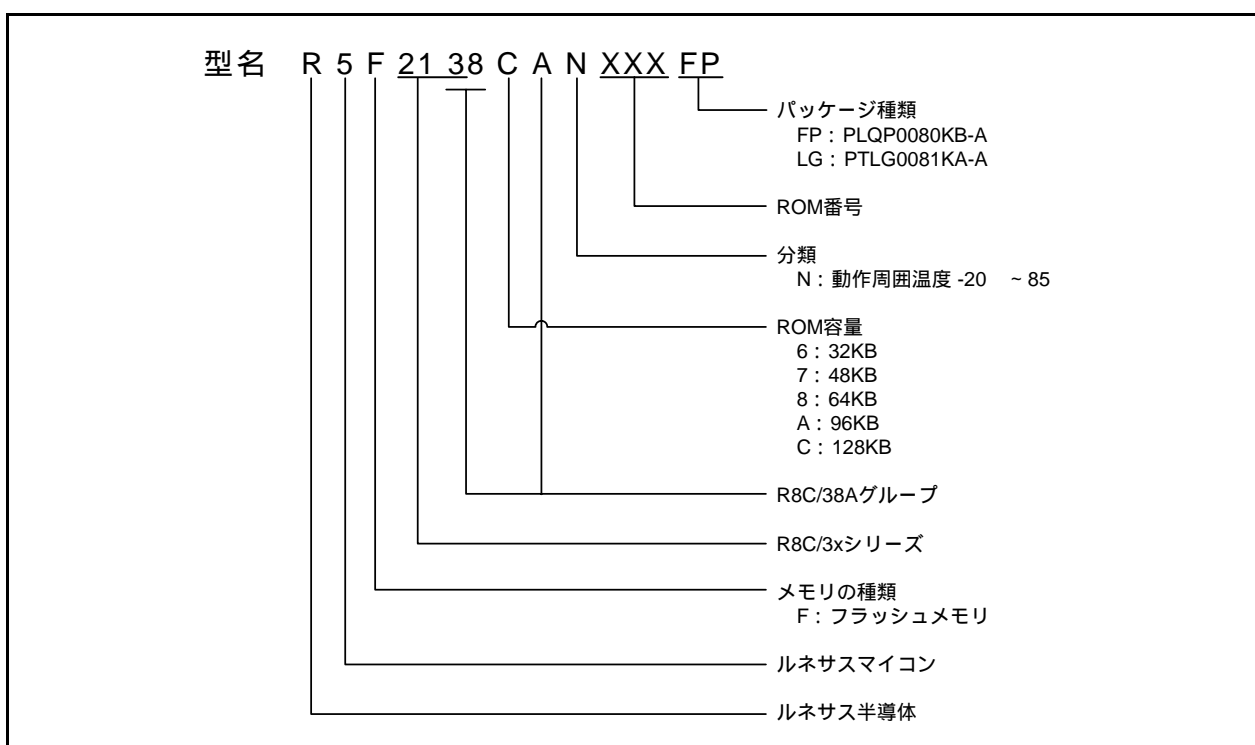 型名 R 5 F 21 38 C A N XXX FP
パッケージ種類
FP : PLQP0080KB-A
LG : PTLG0081KA-A
ROM番号
分類
N : 動作周囲温度 -20 ~ 85
ROM容量
6 : 32KB
7 : 48KB
8 : 64KB
A : 96KB
C : 128KB
R8C/38Aグループ
R8C/3xシリーズ
メモリの種類
F : フラッシュメモリ
ルネサスマイコン
ルネサス半導体